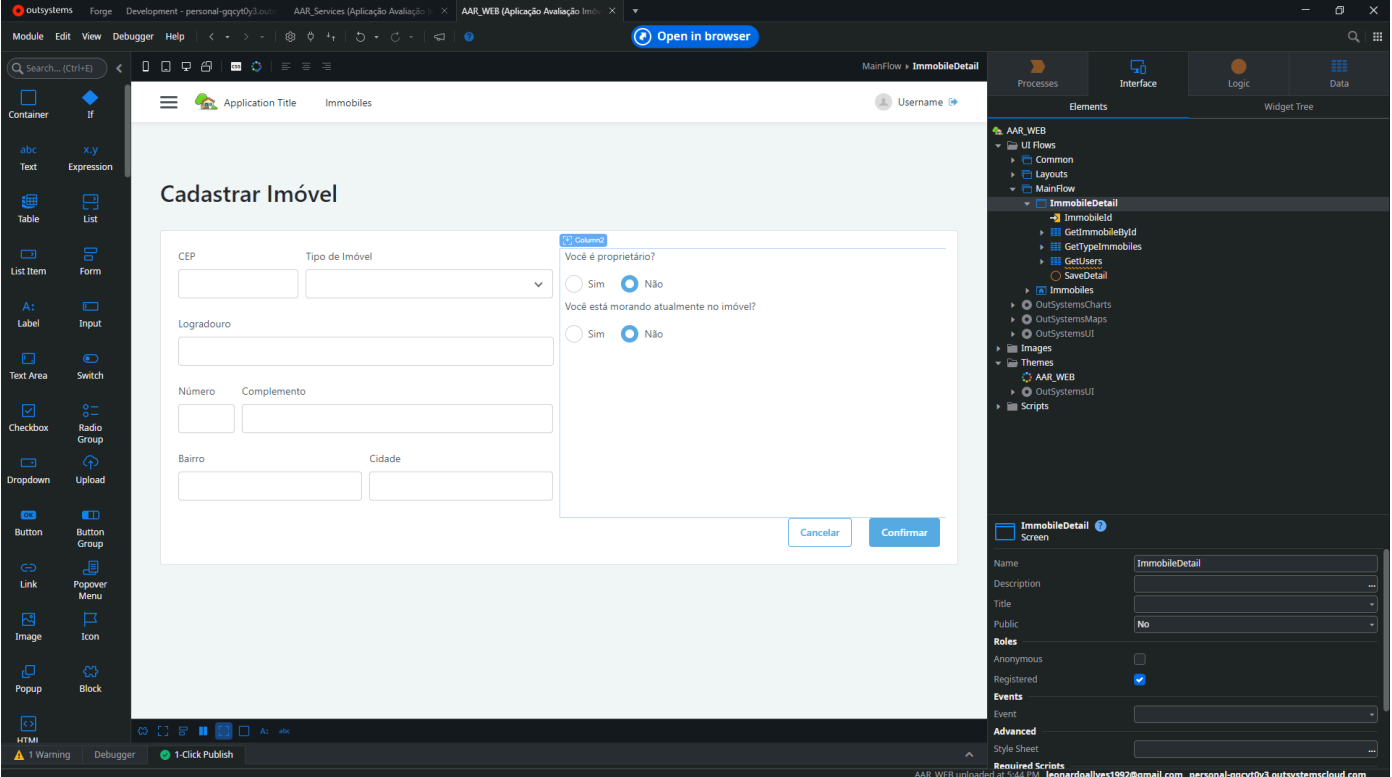 outsystems Forge Development - personal-gqcyt0y3.outs AAR_Services (Aplicação Avaliação I AAR_WEB (Aplicação Avaliação Imóv
Module Edit View Debugger Help Open in browser
Search... (Ctrl+E) MainFlow ImmobileDetail
Processes Interface Logic Data
Elements Widget Tree
Container If
abc x.y
Text Expression
Table List
List Item Form
A:
Label Input
Text Area Switch
Checkbox Radio Group
Dropdown Upload
OK
Button Button Group
Link Popover Menu
Image Icon
Popup Block
HTML
Application Title Immobiles Username
Cadastrar Imóvel
Column2
CEP Tipo de Imóvel Você é proprietário?
Sim Não
Você está morando atualmente no imóvel?
Logradouro
Sim Não
Número Complemento
Bairro Cidade
Cancelar Confirmar
AAR_WEB
UI Flows
Common
Layouts
MainFlow
ImmobileDetail
ImmobileId
GetImmobileById
GetTypeImmobiles
GetUsers
SaveDetail
Immobiles
OutSystemsCharts
OutSystemsMaps
OutSystemsUI
Images
Themes
AAR_WEB
OutSystemsUI
Scripts
ImmobileDetail ?
Screen
Name ImmobileDetail
Description ...
Title
Public No
Roles
Anonymous
Registered
Events
Event
Advanced
Style Sheet ...
Required Scripts
A: abc
1 Warning Debugger 1-Click Publish
AAR_WEB uploaded at 5:44 PM leonardoallves1992@gmail.com personal-gqcyt0y3.outsystemscloud.com